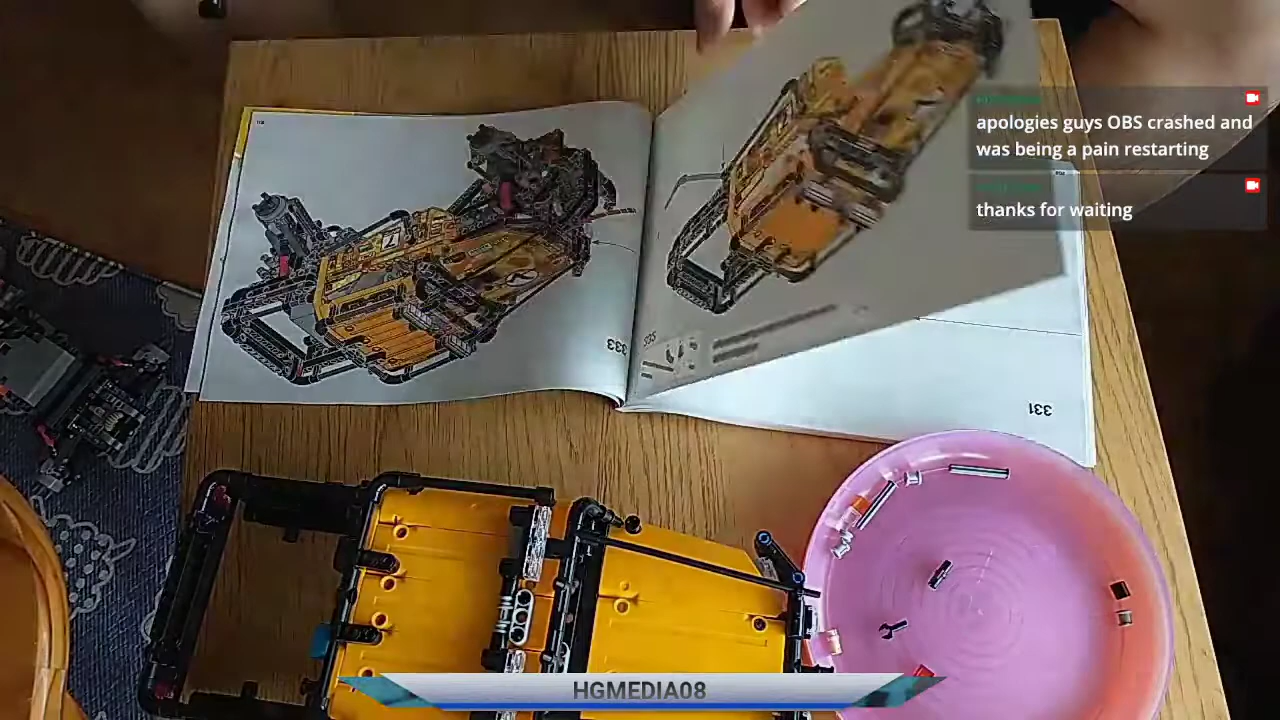 apologies guys OBS crashed and
was being a pain restarting
thanks for waiting
333
331
HGMEDIA08